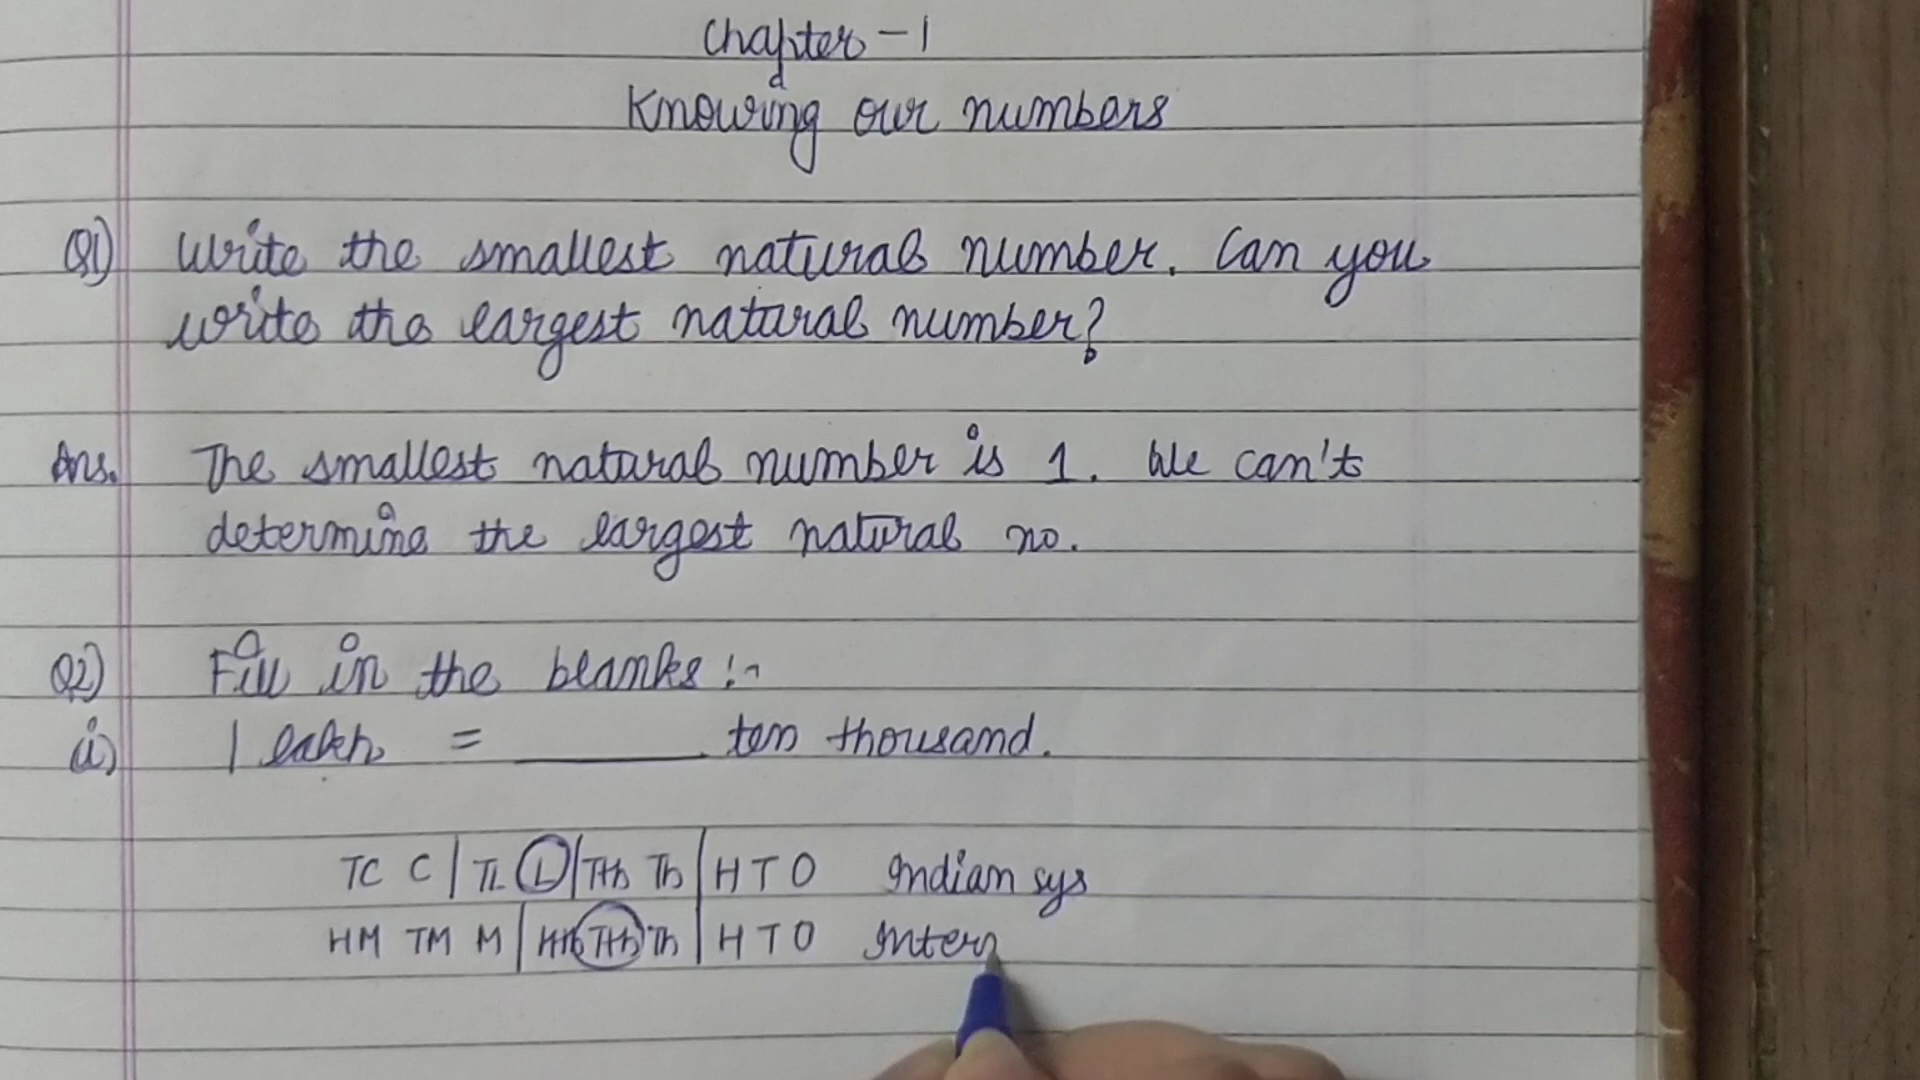 Chapter - 1
Knowing our numbers
Q1) Write the smallest natural number. Can you
write the largest natural number?
Ans. The smallest natural number is 1. We can't
determine the largest natural no.
Q2) Fill in the blanks :-
(i) 1 lakh = ______ ten thousand.
TC C | TL L | TTh Th | H T O Indian sys
HM TM M | HTh TTh Th | H T O Intern